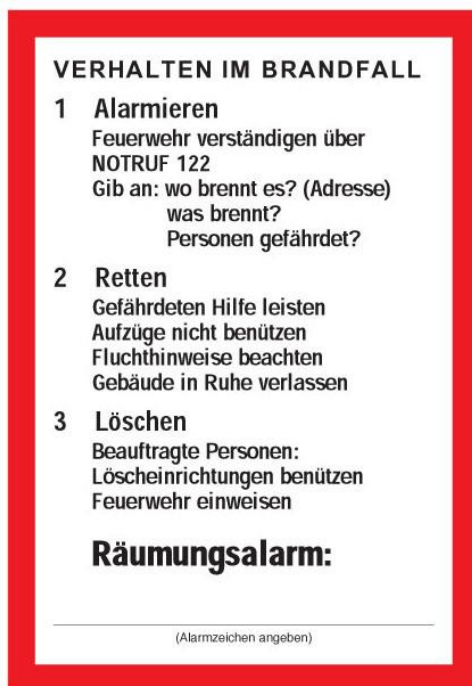 VERHALTEN IM BRANDFALL
1 Alarmieren
Feuerwehr verständigen über
NOTRUF 122
Gib an: wo brennt es? (Adresse)
was brennt?
Personen gefährdet?
2 Retten
Gefährdeten Hilfe leisten
Aufzüge nicht benützen
Fluchthinweise beachten
Gebäude in Ruhe verlassen
3 Löschen
Beauftragte Personen:
Löscheinrichtungen benützen
Feuerwehr einweisen
Räumungsalarm:
(Alarmzeichen angeben)